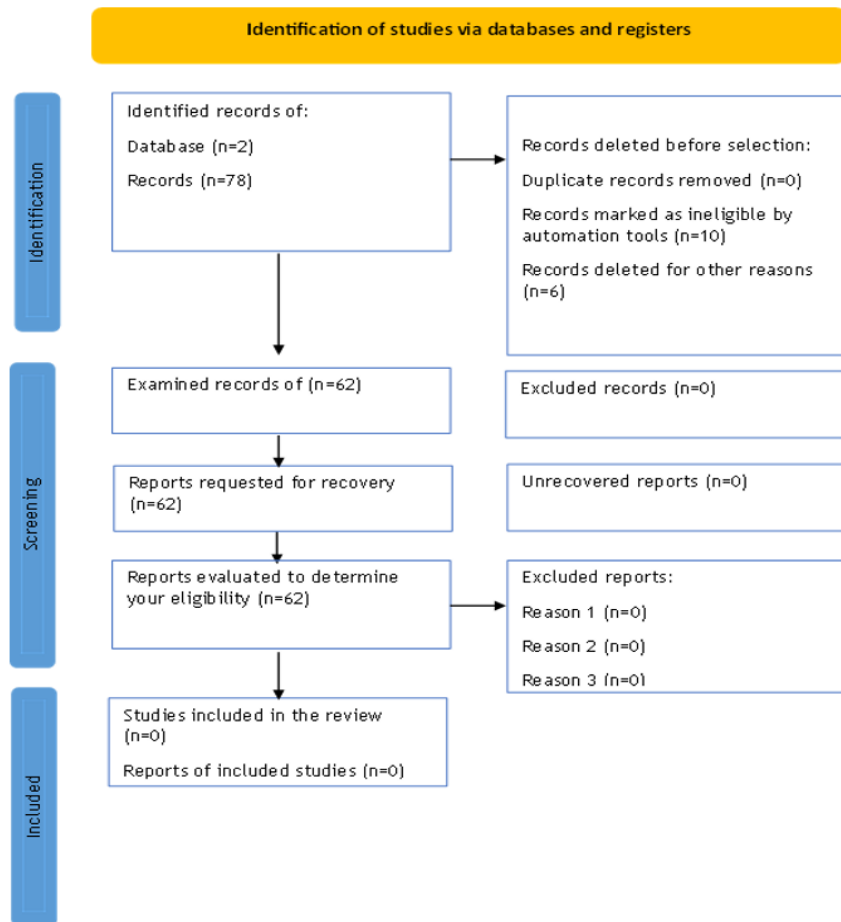 Identification of studies via databases and registers
Identification
Identified records of:
Database (n=2)
Records (n=78)
Records deleted before selection:
Duplicate records removed (n=0)
Records marked as ineligible by
automation tools (n=10)
Records deleted for other reasons
(n=6)
Screening
Examined records of (n=62)
Excluded records (n=0)
Reports requested for recovery
(n=62)
Unrecovered reports (n=0)
Reports evaluated to determine
your eligibility (n=62)
Excluded reports:
Reason 1 (n=0)
Reason 2 (n=0)
Reason 3 (n=0)
Included
Studies included in the review
(n=0)
Reports of included studies (n=0)